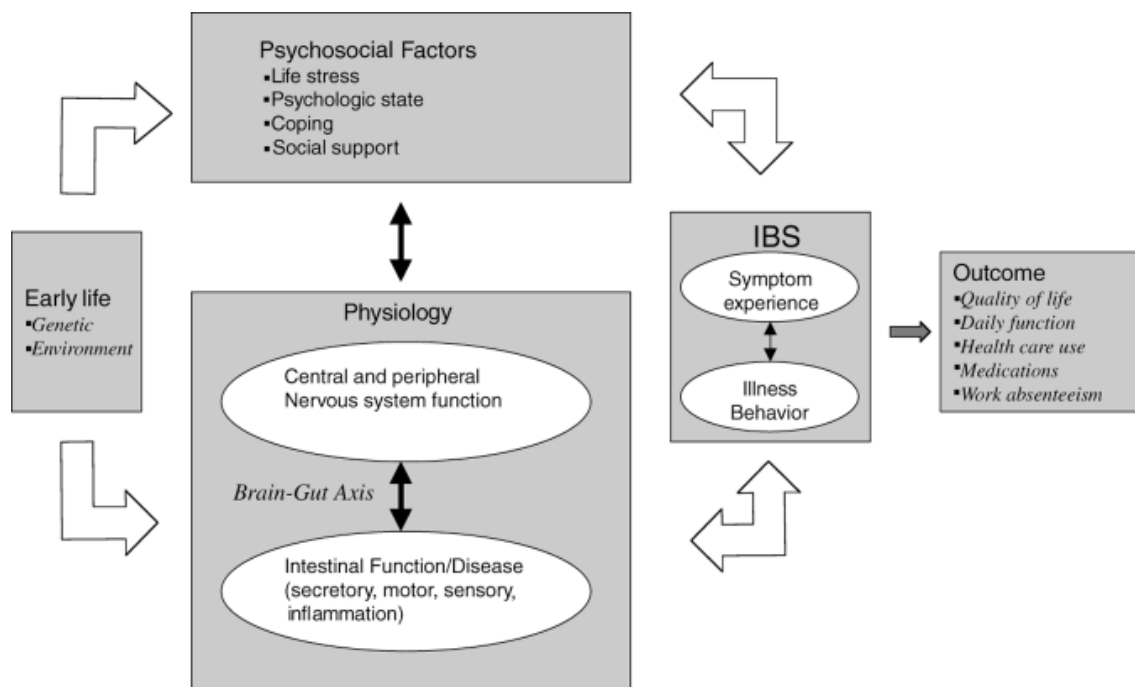 Psychosocial Factors
▪Life stress
▪Psychologic state
▪Coping
▪Social support
Early life
▪Genetic
▪Environment
Physiology
Central and peripheral
Nervous system function
Brain-Gut Axis
Intestinal Function/Disease
(secretory, motor, sensory,
inflammation)
IBS
Symptom
experience
Illness
Behavior
Outcome
▪Quality of life
▪Daily function
▪Health care use
▪Medications
▪Work absenteeism